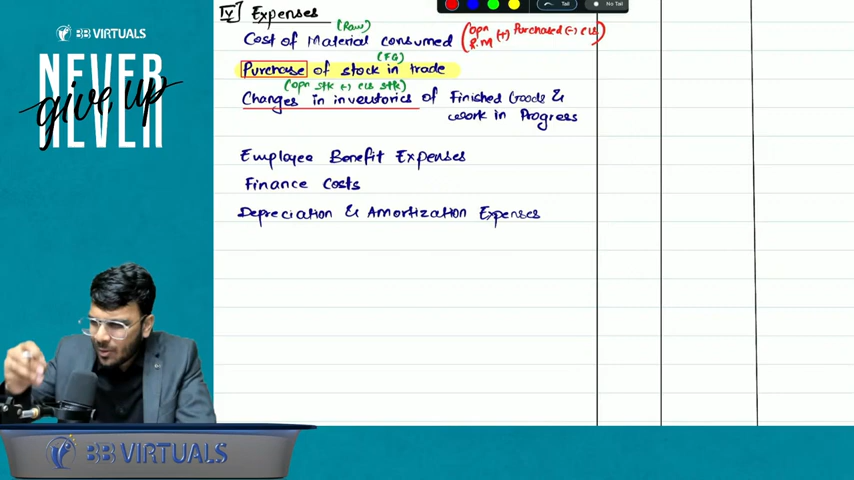 BB VIRTUALS
NEVER
give up
NEVER
IV] Expenses
(Raw)
Cost of Material consumed (opn R.M (+) Purchased (-) cls)
(FG)
Purchase of stock in trade
(opn stk (-) cls stk)
Changes in inventories of Finished Goods &
work in Progress
Employee Benefit Expenses
Finance Costs
Depreciation & Amortization Expenses
Tail
No Tail
BB VIRTUALS